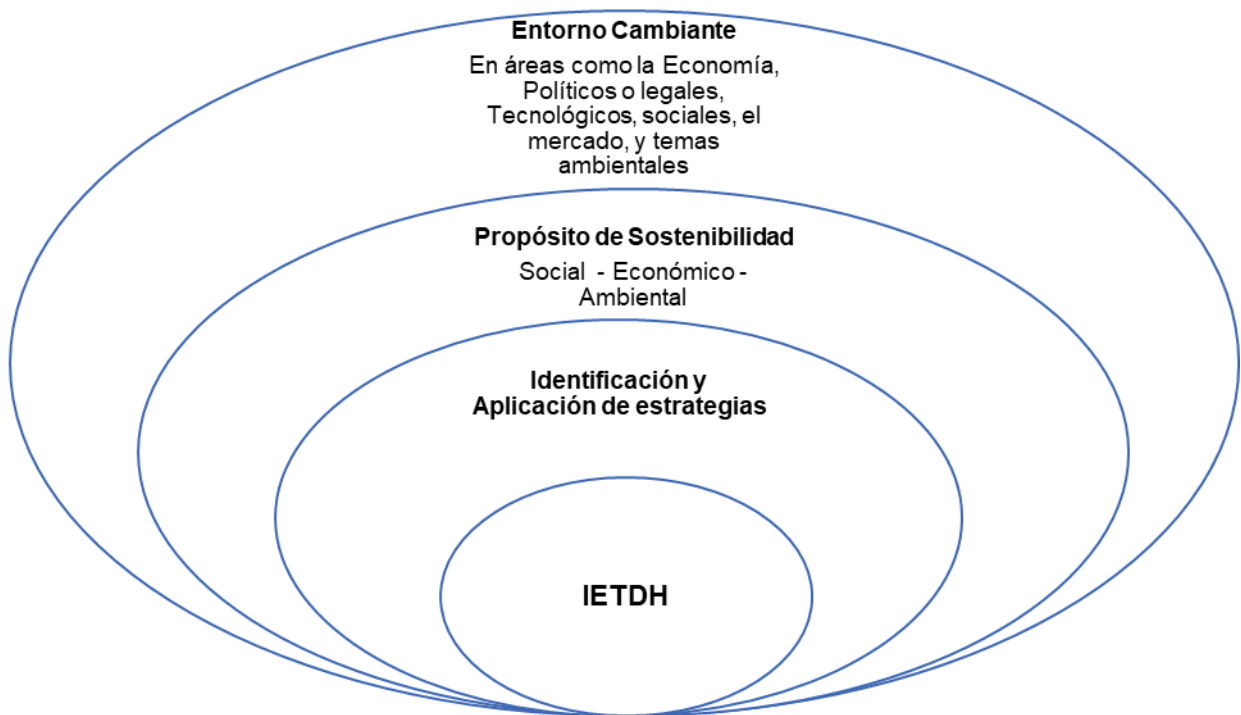 Entorno Cambiante
En áreas como la Economía,
Políticos o legales,
Tecnológicos, sociales, el
mercado, y temas
ambientales
Propósito de Sostenibilidad
Social - Económico -
Ambiental
Identificación y
Aplicación de estrategias
IETDH